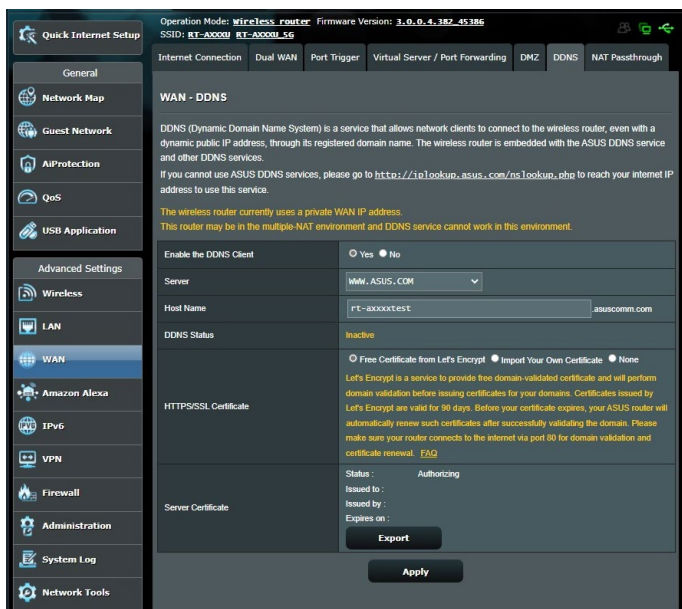 Quick Internet Setup
General
Network Map
Guest Network
AiProtection
QoS
USB Application
Advanced Settings
Wireless
LAN
WAN
Amazon Alexa
IPv6
VPN
Firewall
Administration
System Log
Network Tools
Operation Mode: Wireless router Firmware Version: 3.0.0.4.382_45386
SSID: RT-AXXXU RT-AXXXU_5G
Internet Connection Dual WAN Port Trigger Virtual Server / Port Forwarding DMZ DDNS NAT Passthrough
WAN - DDNS
DDNS (Dynamic Domain Name System) is a service that allows network clients to connect to the wireless router, even with a
dynamic public IP address, through its registered domain name. The wireless router is embedded with the ASUS DDNS service
and other DDNS services.
If you cannot use ASUS DDNS services, please go to http://iplookup.asus.com/nslookup.php to reach your internet IP
address to use this service.
The wireless router currently uses a private WAN IP address.
This router may be in the multiple-NAT environment and DDNS service cannot work in this environment.
Enable the DDNS Client Yes No
Server WWW.ASUS.COM
Host Name rt-axxxxtest .asuscomm.com
DDNS Status Inactive
HTTPS/SSL Certificate
Free Certificate from Let's Encrypt Import Your Own Certificate None
Let's Encrypt is a service to provide free domain-validated certificate and will perform
domain validation before issuing certificates for your domains. Certificates issued by
Let's Encrypt are valid for 90 days. Before your certificate expires, your ASUS router will
automatically renew such certificates after successfully validating the domain. Please
make sure your router connects to the internet via port 80 for domain validation and
certificate renewal. FAQ
Server Certificate
Status : Authorizing
Issued to :
Issued by :
Expires on :
Export
Apply